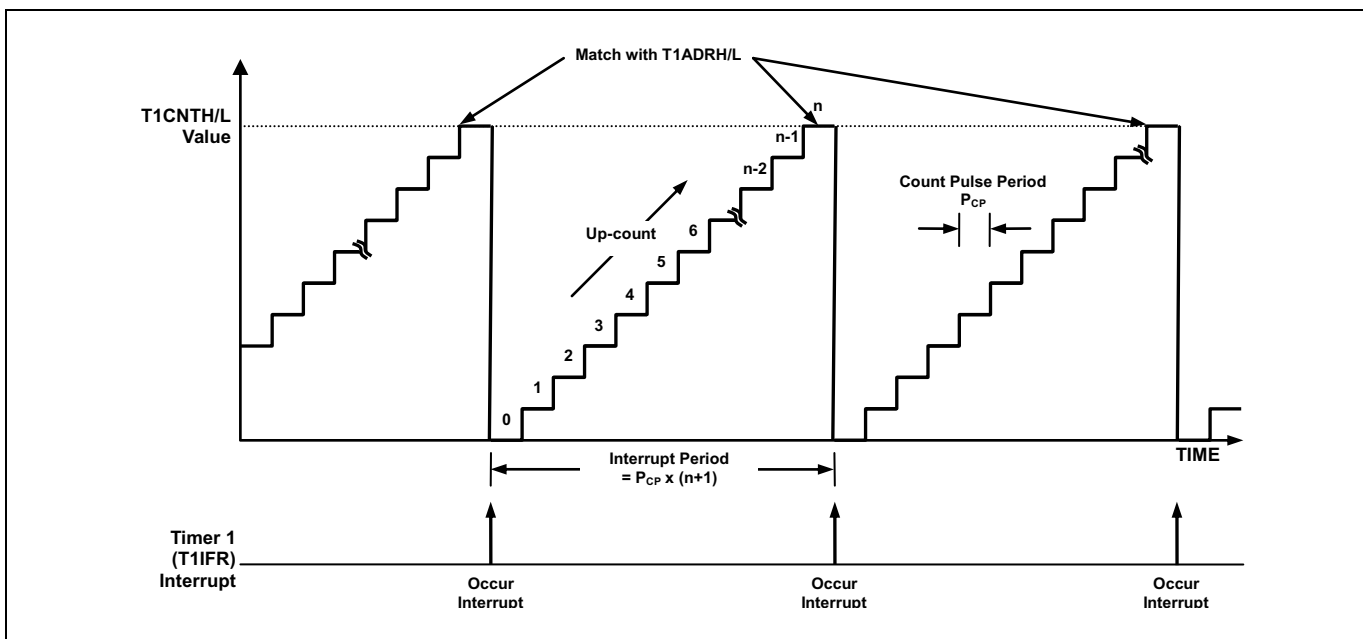 Match with T1ADRH/L
T1CNTH/L
Value
n
n-1
n-2
6
5
4
3
2
1
0
Up-count
Count Pulse Period
PCP
TIME
Interrupt Period
= PCP x (n+1)
Timer 1
(T1IFR)
Interrupt
Occur
Interrupt
Occur
Interrupt
Occur
Interrupt